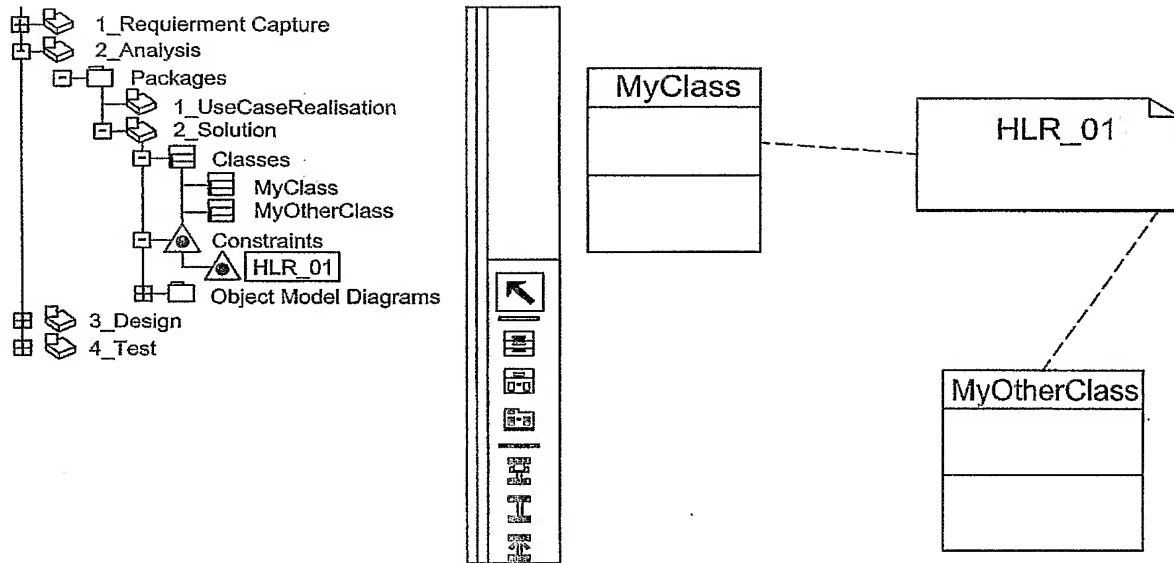 1_Requierment Capture
2_Analysis
Packages
1_UseCaseRealisation
2_Solution
Classes
MyClass
MyOtherClass
Constraints
HLR_01
Object Model Diagrams
3_Design
4_Test
MyClass
HLR_01
MyOtherClass